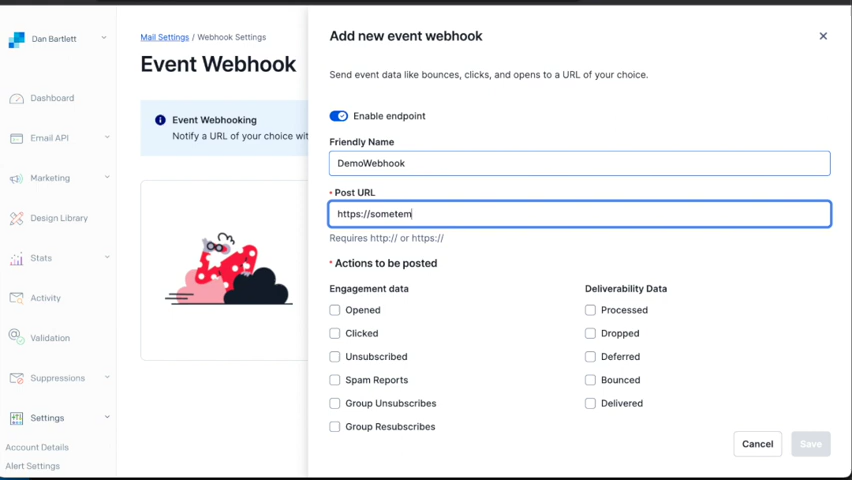 Dan Bartlett
Dashboard
Email API
Marketing
Design Library
Stats
Activity
Validation
Suppressions
Settings
Account Details
Alert Settings
Mail Settings / Webhook Settings
Event Webhook
Event Webhooking
Notify a URL of your choice wit
Add new event webhook
Send event data like bounces, clicks, and opens to a URL of your choice.
Enable endpoint
Friendly Name
DemoWebhook
* Post URL
https://sometem
Requires http:// or https://
* Actions to be posted
Engagement data
Opened
Clicked
Unsubscribed
Spam Reports
Group Unsubscribes
Group Resubscribes
Deliverability Data
Processed
Dropped
Deferred
Bounced
Delivered
Cancel
Save